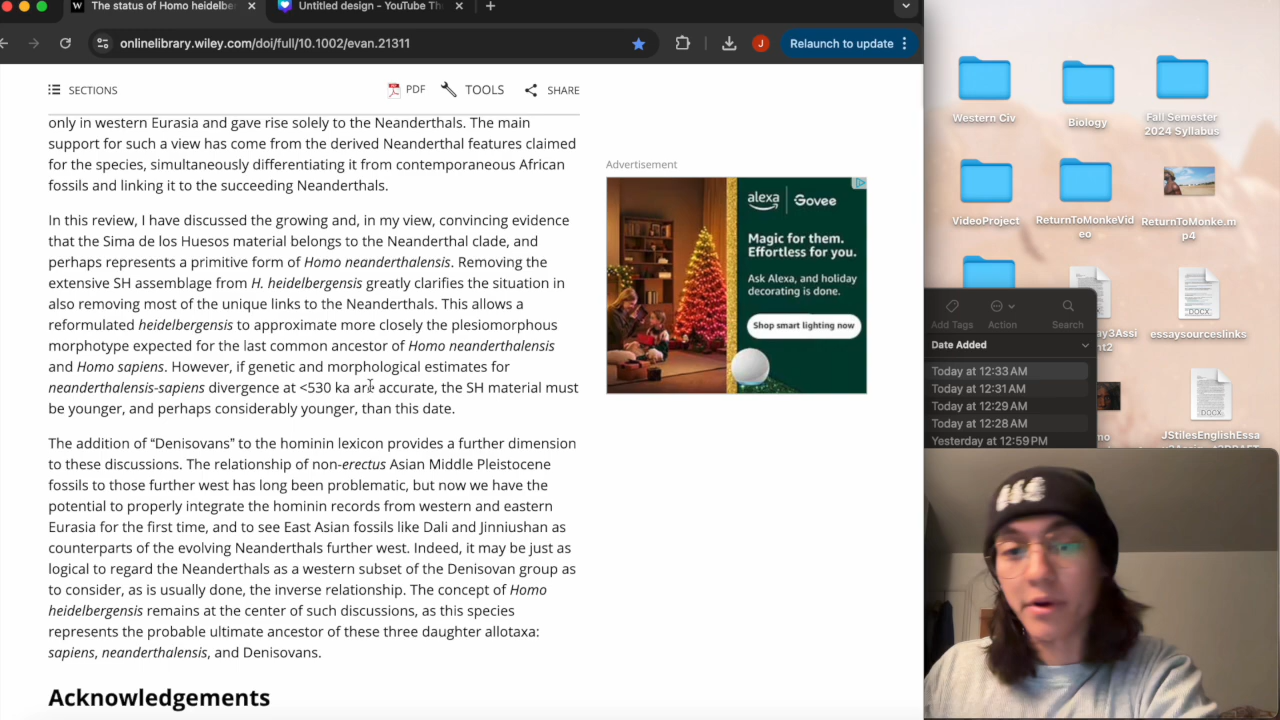 The status of Homo heidelbe
Untitled design - YouTube Th
onlinelibrary.wiley.com/doi/full/10.1002/evan.21311
J
Relaunch to update
SECTIONS
PDF
TOOLS
SHARE
only in western Eurasia and gave rise solely to the Neanderthals. The main
support for such a view has come from the derived Neanderthal features claimed
for the species, simultaneously differentiating it from contemporaneous African
fossils and linking it to the succeeding Neanderthals.
In this review, I have discussed the growing and, in my view, convincing evidence
that the Sima de los Huesos material belongs to the Neanderthal clade, and
perhaps represents a primitive form of Homo neanderthalensis. Removing the
extensive SH assemblage from H. heidelbergensis greatly clarifies the situation in
also removing most of the unique links to the Neanderthals. This allows a
reformulated heidelbergensis to approximate more closely the plesiomorphous
morphotype expected for the last common ancestor of Homo neanderthalensis
and Homo sapiens. However, if genetic and morphological estimates for
neanderthalensis-sapiens divergence at <530 ka are accurate, the SH material must
be younger, and perhaps considerably younger, than this date.
The addition of “Denisovans” to the hominin lexicon provides a further dimension
to these discussions. The relationship of non-erectus Asian Middle Pleistocene
fossils to those further west has long been problematic, but now we have the
potential to properly integrate the hominin records from western and eastern
Eurasia for the first time, and to see East Asian fossils like Dali and Jinniushan as
counterparts of the evolving Neanderthals further west. Indeed, it may be just as
logical to regard the Neanderthals as a western subset of the Denisovan group as
to consider, as is usually done, the inverse relationship. The concept of Homo
heidelbergensis remains at the center of such discussions, as this species
represents the probable ultimate ancestor of these three daughter allotaxa:
sapiens, neanderthalensis, and Denisovans.
Acknowledgements
Advertisement
alexa
Govee
Magic for them.
Effortless for you.
Ask Alexa, and holiday
decorating is done.
Shop smart lighting now
Western Civ
Biology
Fall Semester
2024 Syllabus
VideoProject
ReturnToMonkeVid
eo
ReturnToMonke.m
p4
DOCX
ay3Assi
nt2
DOCX
essaysourceslinks
DOCX
JStilesEnglishEssa
Add Tags
Action
Search
Date Added
Today at 12:33 AM
Today at 12:31 AM
Today at 12:29 AM
Today at 12:28 AM
Yesterday at 12:59 PM